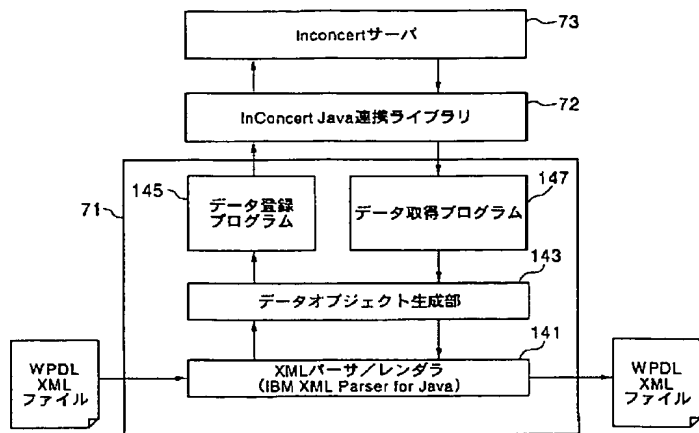 Inconcertサーバ
73
InConcert Java連携ライブラリ
72
71
145
データ登録
プログラム
データ取得プログラム
147
データオブジェクト生成部
143
WPDL
XML
ファイル
XMLパーサ/レンダラ
(IBM XML Parser for Java)
141
WPDL
XML
ファイル